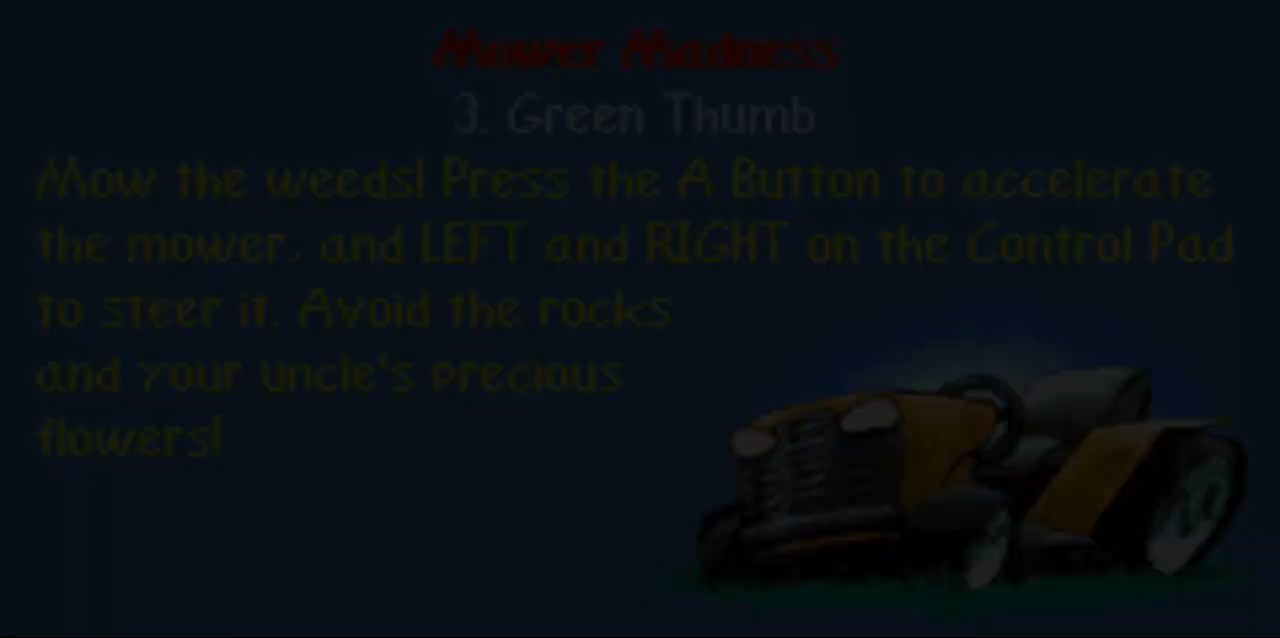 Mower Madness
3. Green Thumb
Mow the weeds! Press the A Button to accelerate
the mower, and LEFT and RIGHT on the Control Pad
to steer it. Avoid the rocks
and your uncle's precious
flowers!